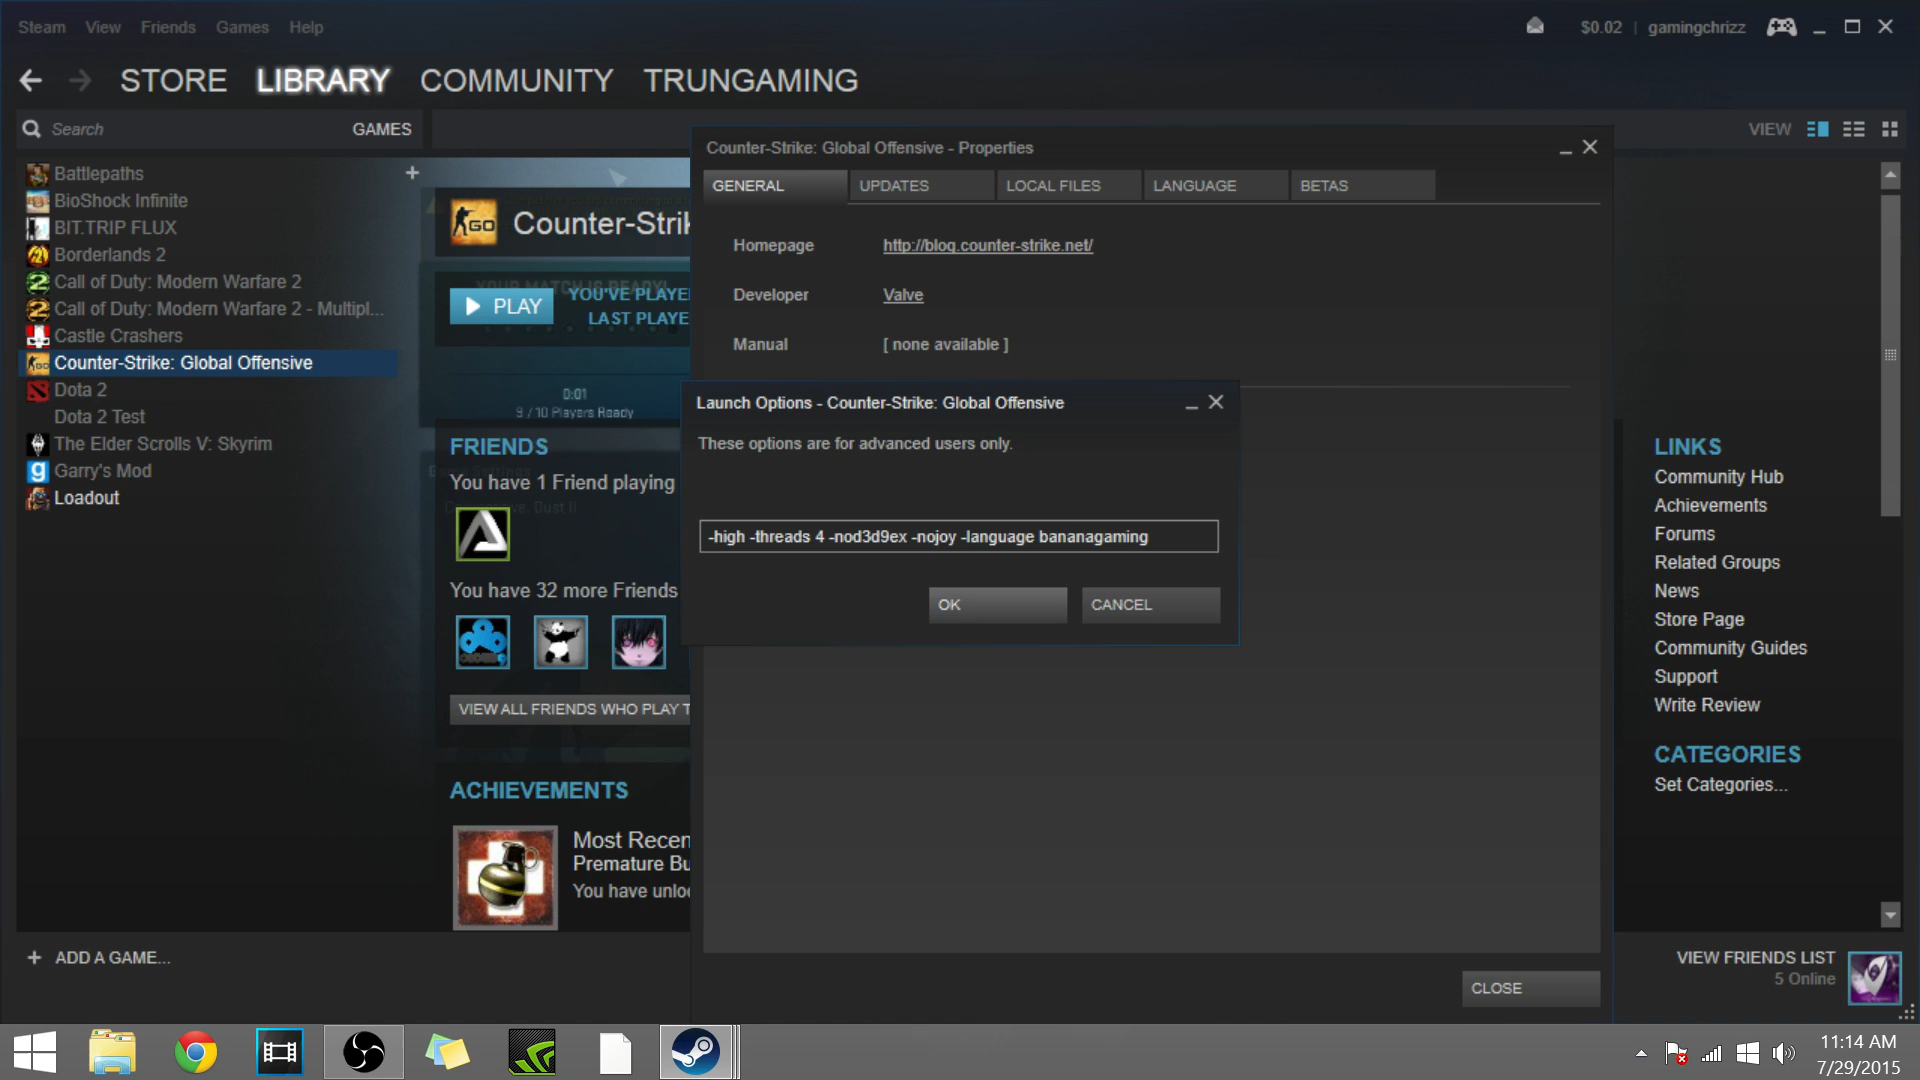 Steam View Friends Games Help
$0.02 | gamingchrizz
STORE LIBRARY COMMUNITY TRUNGAMING
Search GAMES
VIEW
Battlepaths
BioShock Infinite
BIT.TRIP FLUX
Borderlands 2
Call of Duty: Modern Warfare 2
Call of Duty: Modern Warfare 2 - Multipl...
Castle Crashers
Counter-Strike: Global Offensive
Dota 2
Dota 2 Test
The Elder Scrolls V: Skyrim
Garry's Mod
Loadout
ADD A GAME...
GO Counter-Strik
YOUR MATCH IS READY!
PLAY
YOU'VE PLAYE
LAST PLAYE
0:01
9 / 10 Players Ready
FRIENDS
You have 1 Friend playing
Dust II
You have 32 more Friends
VIEW ALL FRIENDS WHO PLAY T
ACHIEVEMENTS
Most Recen
Premature Bu
You have unloc
Counter-Strike: Global Offensive - Properties
GENERAL UPDATES LOCAL FILES LANGUAGE BETAS
Homepage http://blog.counter-strike.net/
Developer Valve
Manual [ none available ]
Launch Options - Counter-Strike: Global Offensive
These options are for advanced users only.
-high -threads 4 -nod3d9ex -nojoy -language bananagaming
OK CANCEL
CLOSE
LINKS
Community Hub
Achievements
Forums
Related Groups
News
Store Page
Community Guides
Support
Write Review
CATEGORIES
Set Categories...
VIEW FRIENDS LIST
5 Online
11:14 AM
7/29/2015